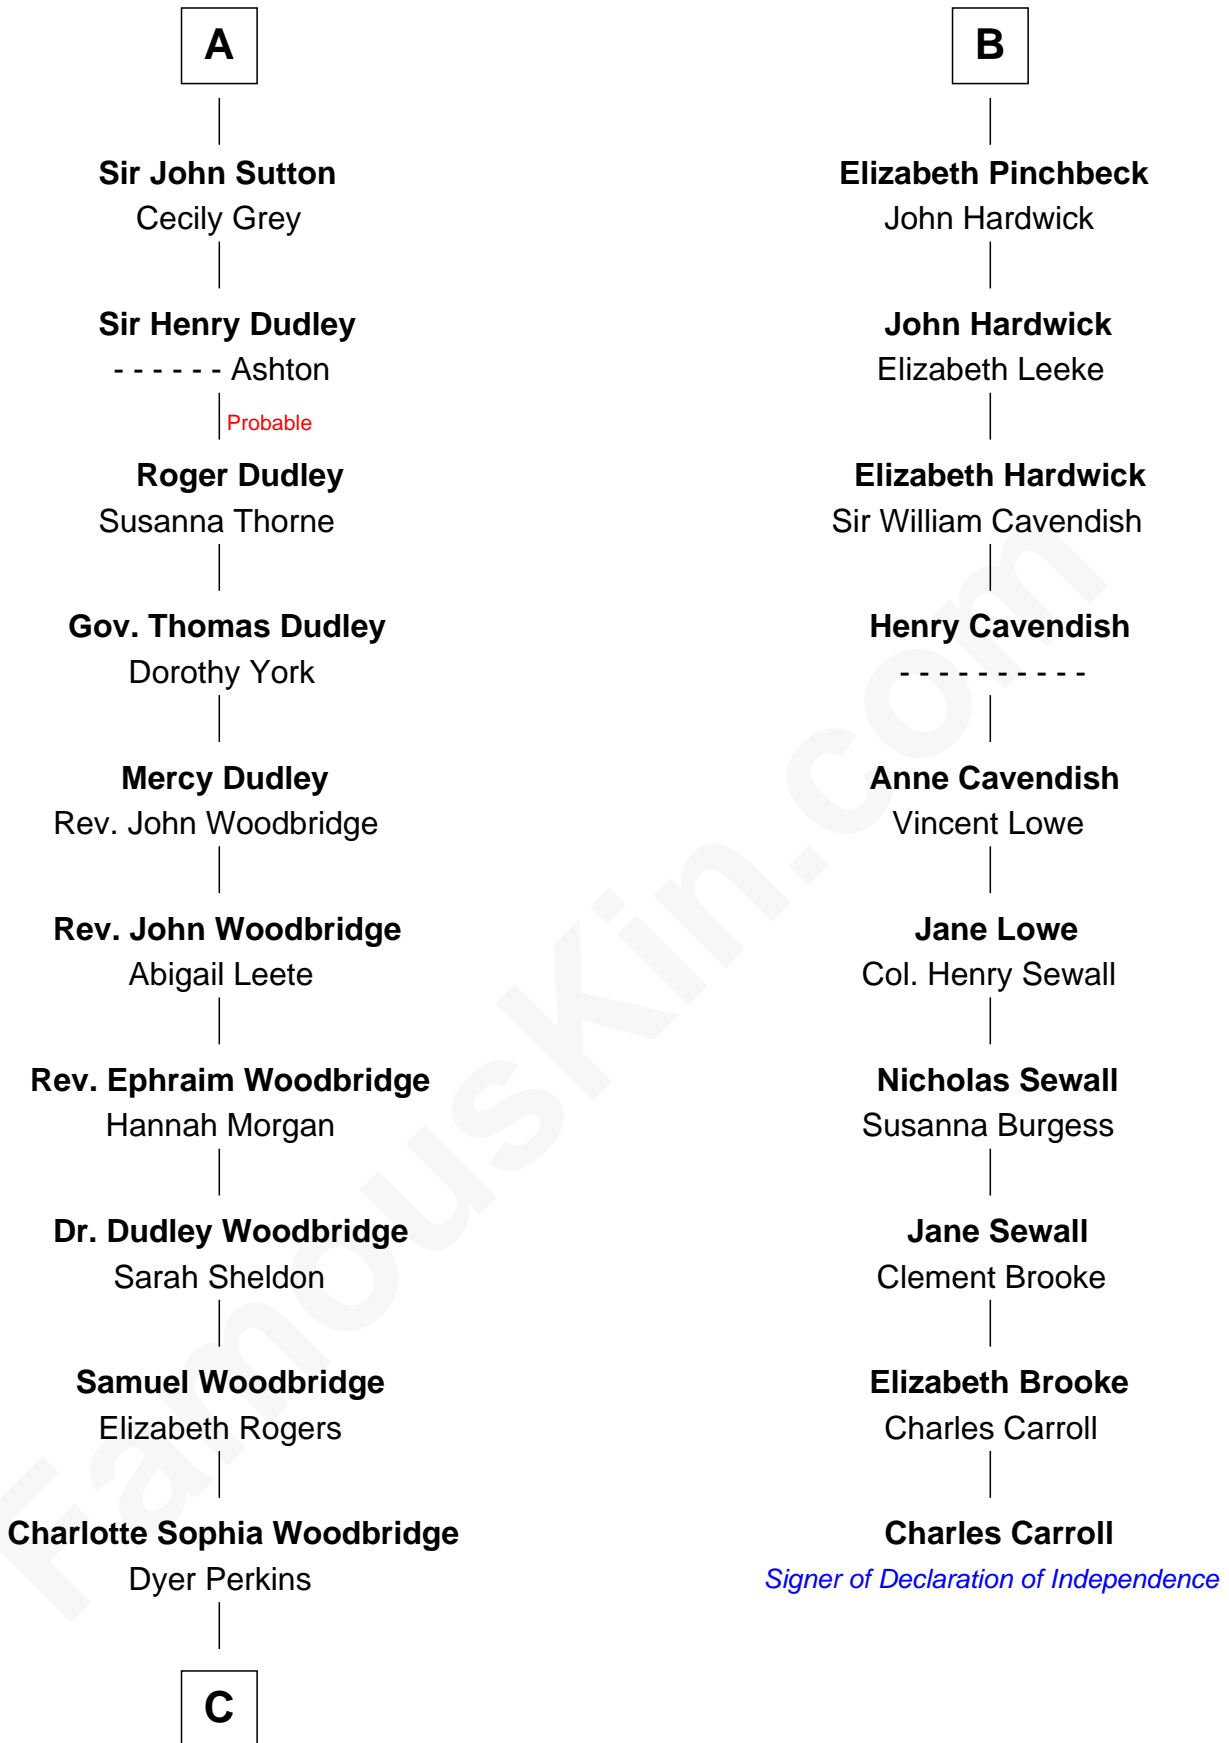 A
Sir John Sutton
Cecily Grey
Sir Henry Dudley
- - - - - - Ashton
Probable
Roger Dudley
Susanna Thorne
Gov. Thomas Dudley
Dorothy York
Mercy Dudley
Rev. John Woodbridge
Rev. John Woodbridge
Abigail Leete
Rev. Ephraim Woodbridge
Hannah Morgan
Dr. Dudley Woodbridge
Sarah Sheldon
Samuel Woodbridge
Elizabeth Rogers
Charlotte Sophia Woodbridge
Dyer Perkins
C
B
Elizabeth Pinchbeck
John Hardwick
John Hardwick
Elizabeth Leeke
Elizabeth Hardwick
Sir William Cavendish
Henry Cavendish
- - - - - - - - - -
Anne Cavendish
Vincent Lowe
Jane Lowe
Col. Henry Sewall
Nicholas Sewall
Susanna Burgess
Jane Sewall
Clement Brooke
Elizabeth Brooke
Charles Carroll
Charles Carroll
Signer of Declaration of Independence
FamousKin.com